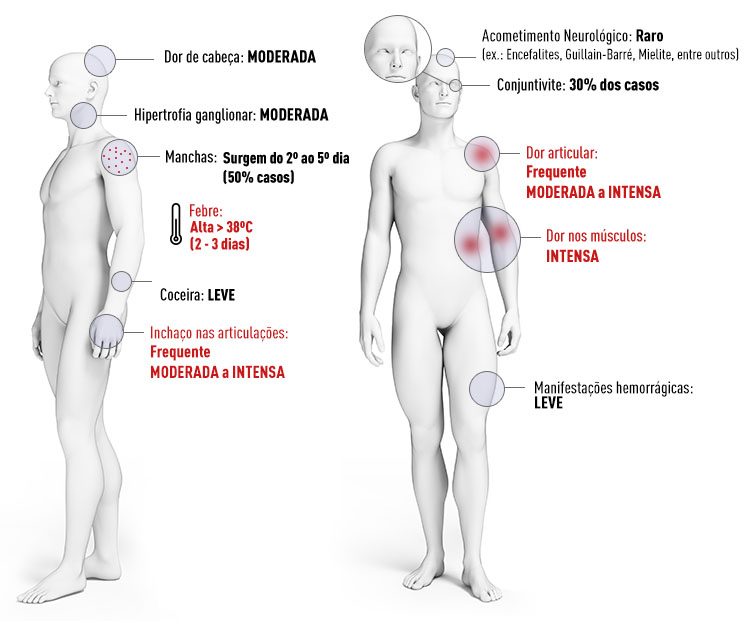 Dor de cabeça: MODERADA
Hipertrofia ganglionar: MODERADA
Manchas: Surgem do 2º ao 5º dia
(50% casos)
Febre:
Alta > 38ºC
(2 - 3 dias)
Coceira: LEVE
Inchaço nas articulações:
Frequente
MODERADA a INTENSA
Acometimento Neurológico: Raro
(ex.: Encefalites, Guillain-Barré, Mielite, entre outros)
Conjuntivite: 30% dos casos
Dor articular:
Frequente
MODERADA a INTENSA
Dor nos músculos:
INTENSA
Manifestações hemorrágicas:
LEVE